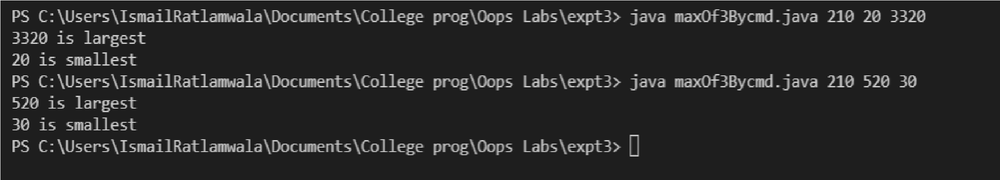 PS C:\Users\IsmailRatlamwala\Documents\College prog\Oops Labs\expt3> java maxOf3Bycmd.java 210 20 3320
3320 is largest
20 is smallest
PS C:\Users\IsmailRatlamwala\Documents\College prog\Oops Labs\expt3> java maxOf3Bycmd.java 210 520 30
520 is largest
30 is smallest
PS C:\Users\IsmailRatlamwala\Documents\College prog\Oops Labs\expt3>